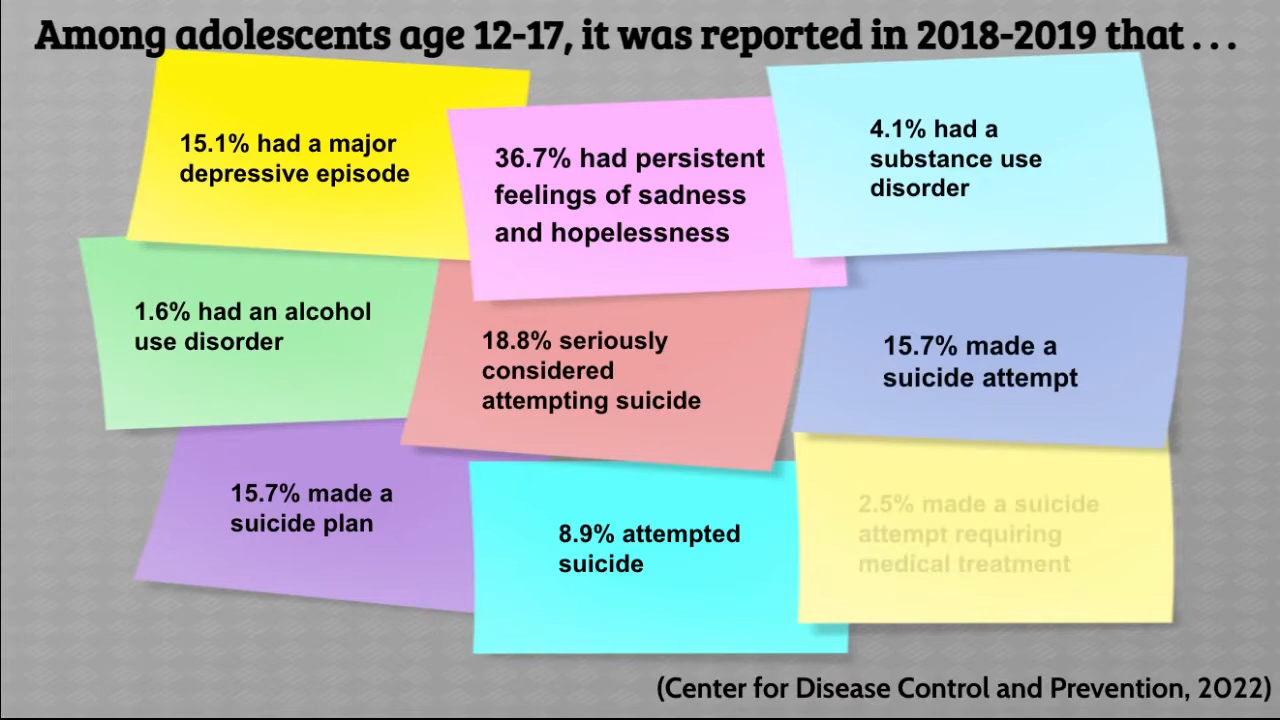 Among adolescents age 12-17, it was reported in 2018-2019 that . . .
15.1% had a major
depressive episode
36.7% had persistent
feelings of sadness
and hopelessness
4.1% had a
substance use
disorder
1.6% had an alcohol
use disorder
18.8% seriously
considered
attempting suicide
15.7% made a
suicide attempt
15.7% made a
suicide plan
8.9% attempted
suicide
2.5% made a suicide
attempt requiring
medical treatment
(Center for Disease Control and Prevention, 2022)